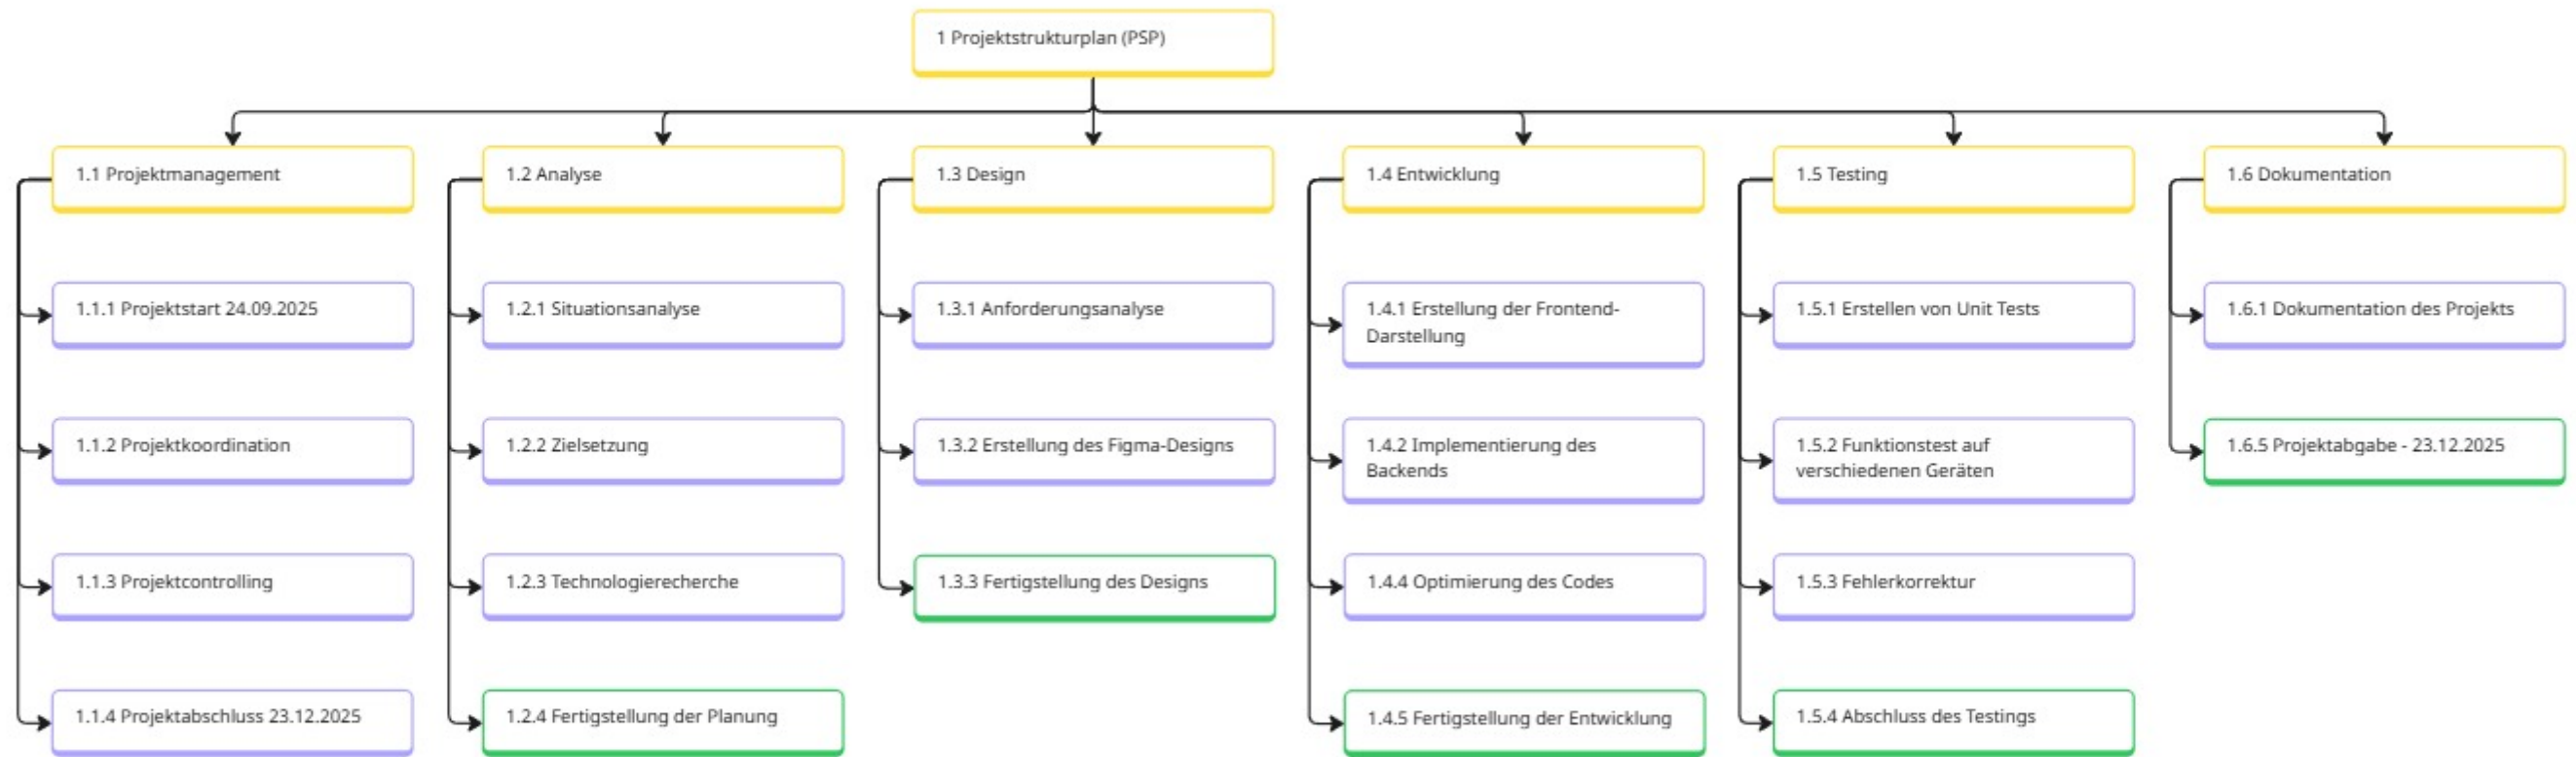 1 Projektstrukturplan (PSP)
1.1 Projektmanagement
1.2 Analyse
1.3 Design
1.4 Entwicklung
1.5 Testing
1.6 Dokumentation
1.1.1 Projektstart 24.09.2025
1.2.1 Situationsanalyse
1.3.1 Anforderungsanalyse
1.4.1 Erstellung der Frontend-
Darstellung
1.5.1 Erstellen von Unit Tests
1.6.1 Dokumentation des Projekts
1.1.2 Projektkoordination
1.2.2 Zielsetzung
1.3.2 Erstellung des Figma-Designs
1.4.2 Implementierung des
Backends
1.5.2 Funktionstest auf
verschiedenen Geräten
1.6.5 Projektabgabe - 23.12.2025
1.1.3 Projektcontrolling
1.2.3 Technologierecherche
1.3.3 Fertigstellung des Designs
1.4.4 Optimierung des Codes
1.5.3 Fehlerkorrektur
1.1.4 Projektabschluss 23.12.2025
1.2.4 Fertigstellung der Planung
1.4.5 Fertigstellung der Entwicklung
1.5.4 Abschluss des Testings